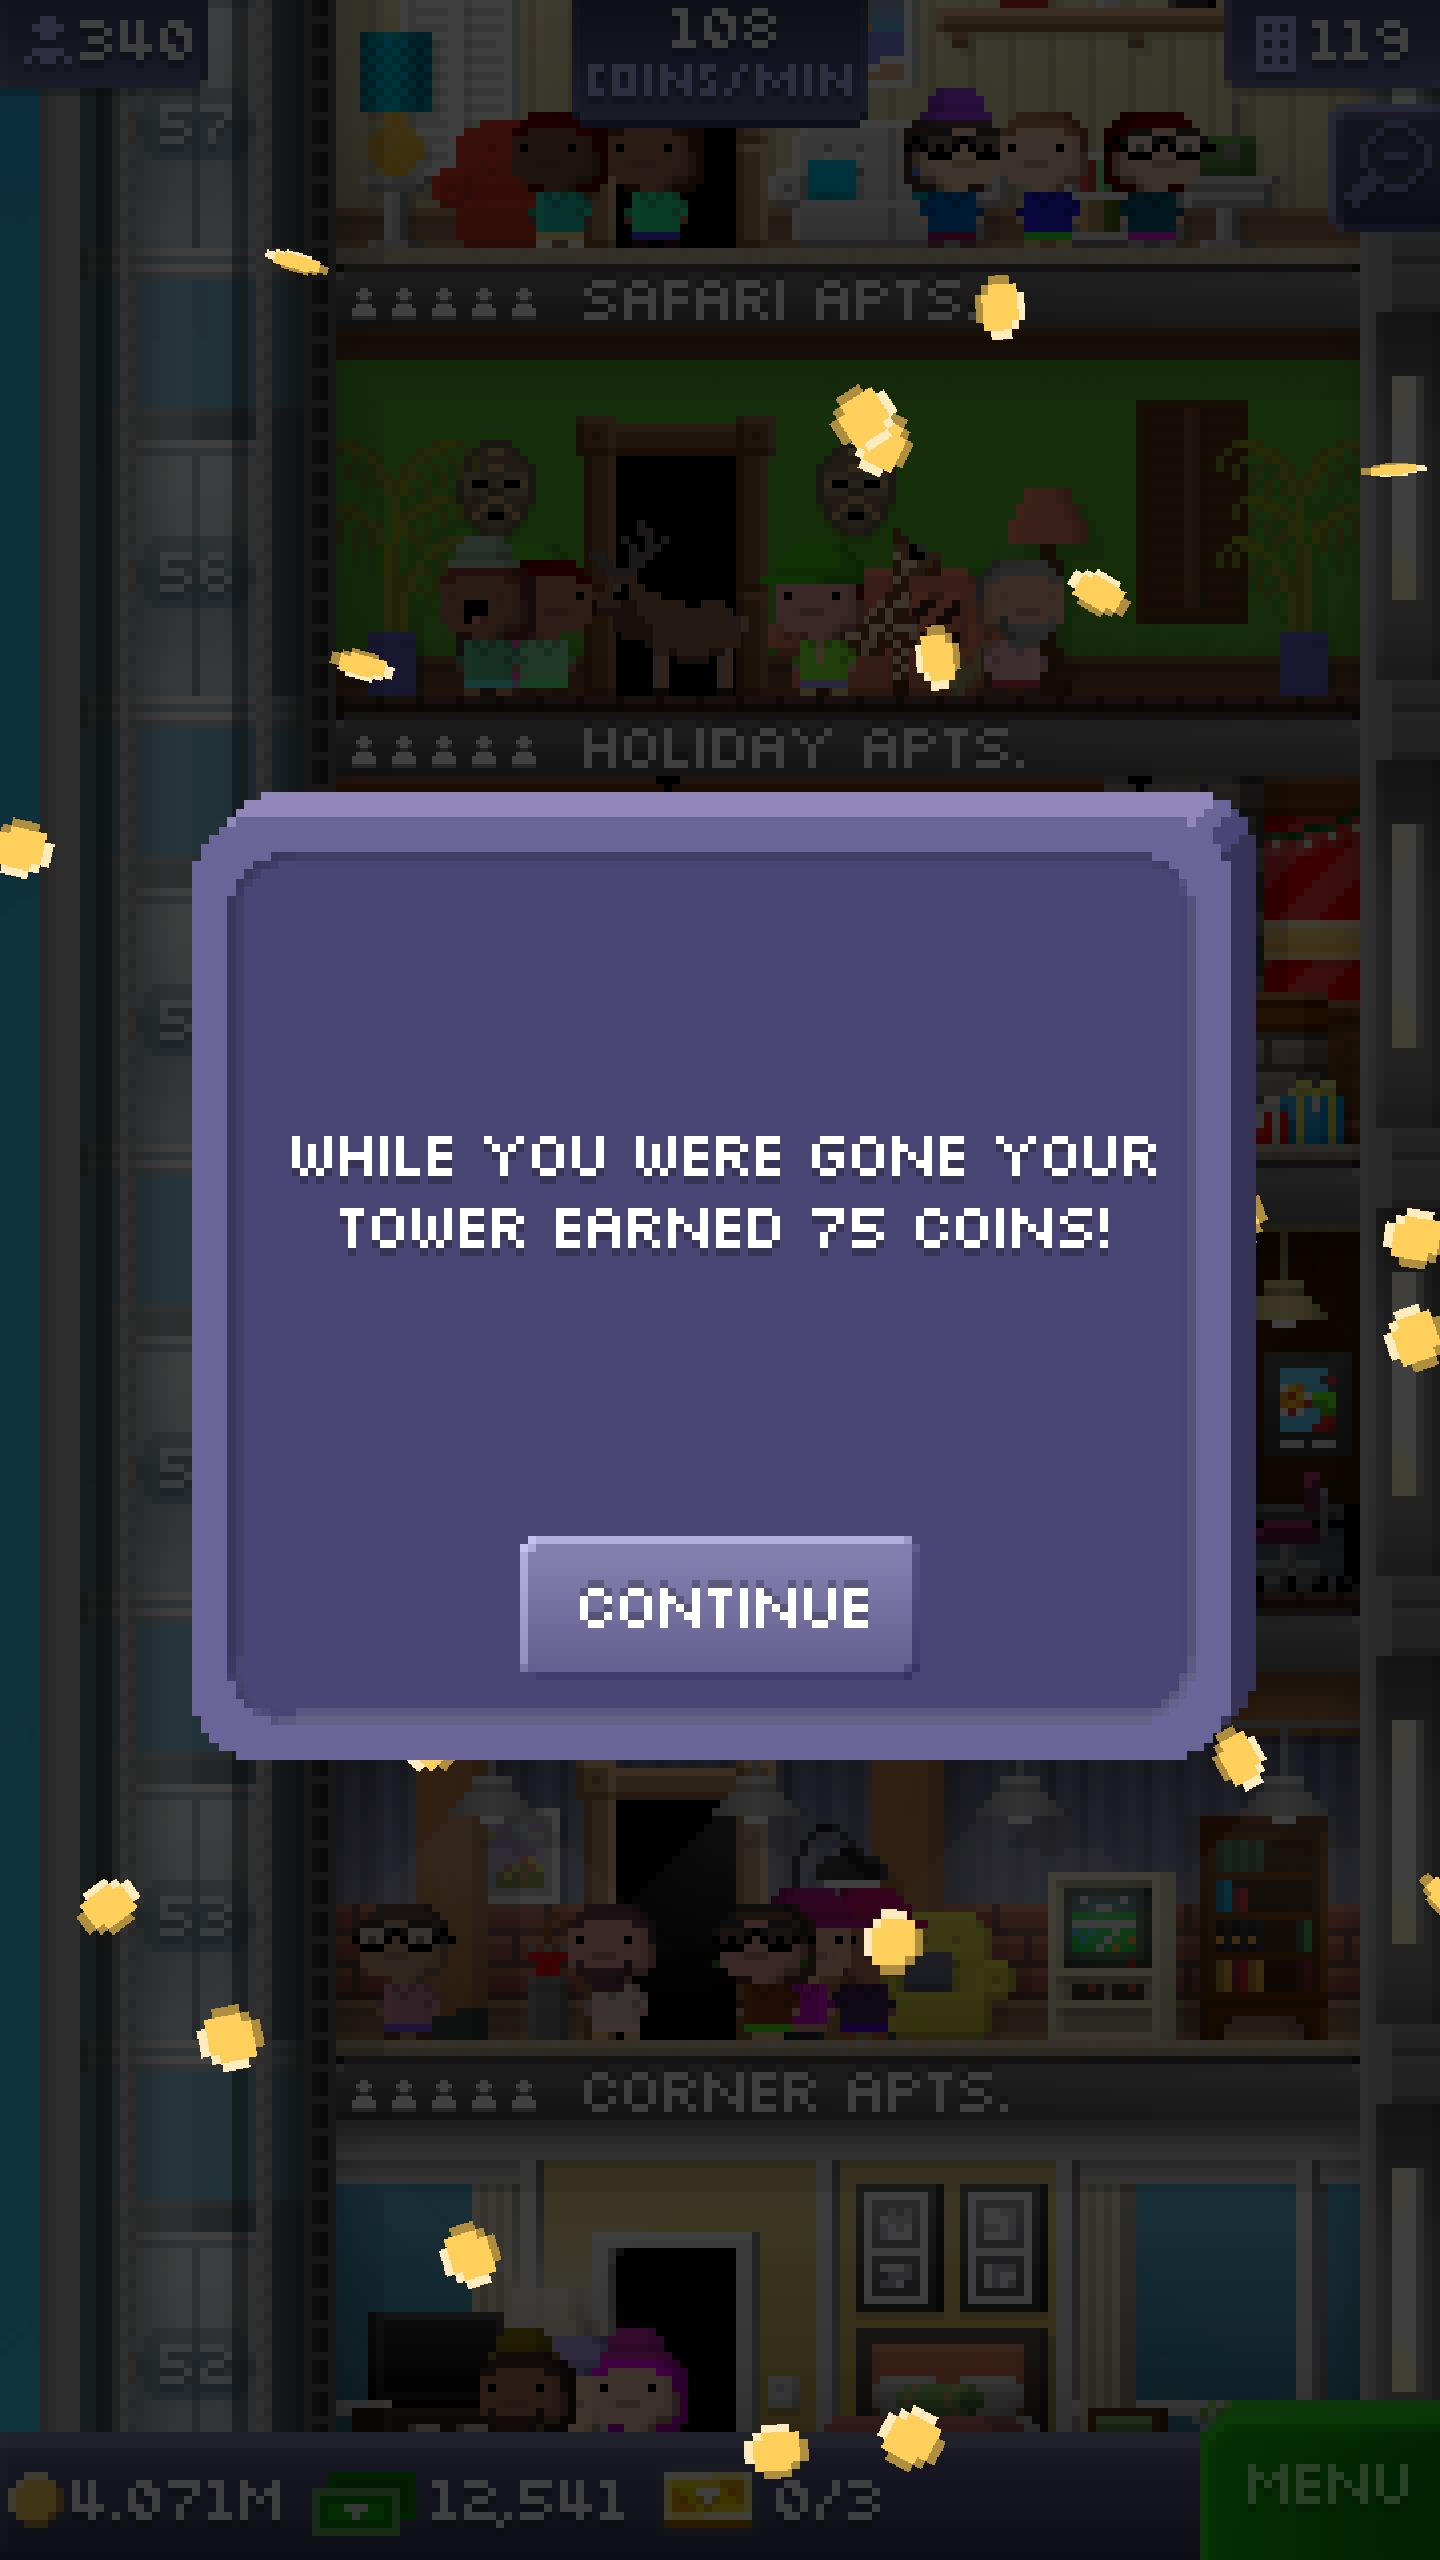 340
108
COINS/MIN
119
57
SAFARI APTS.
58
HOLIDAY APTS.
WHILE YOU WERE GONE YOUR
TOWER EARNED 75 COINS!
CONTINUE
53
CORNER APTS.
52
4.071M
12,541
0/3
MENU